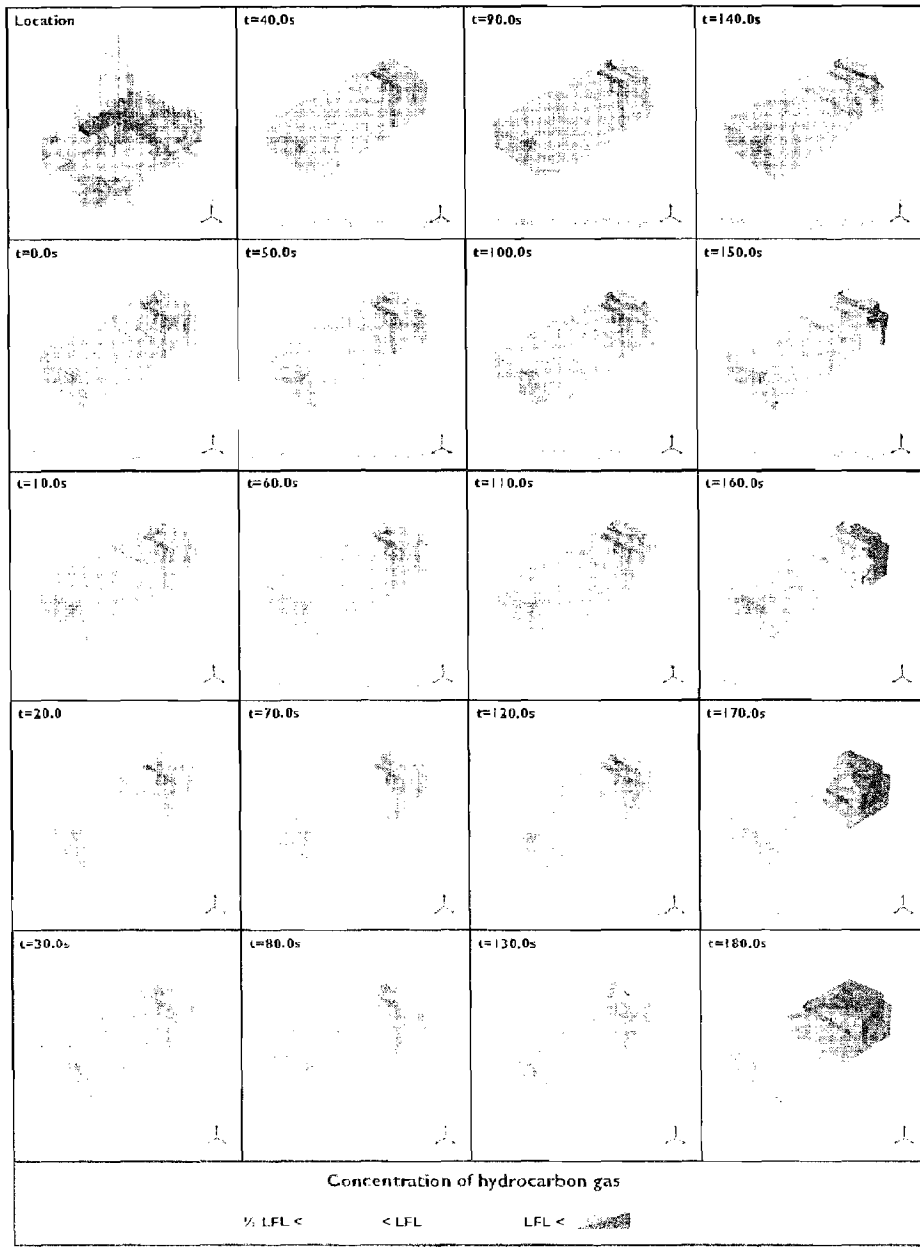 Location
t=40.0s
t=90.0s
t=140.0s
t=0.0s
t=50.0s
t=100.0s
t=150.0s
t=10.0s
t=60.0s
t=110.0s
t=160.0s
t=20.0
t=70.0s
t=120.0s
t=170.0s
t=30.0s
t=80.0s
t=130.0s
t=180.0s
Concentration of hydrocarbon gas
½ LFL < < LFL LFL <